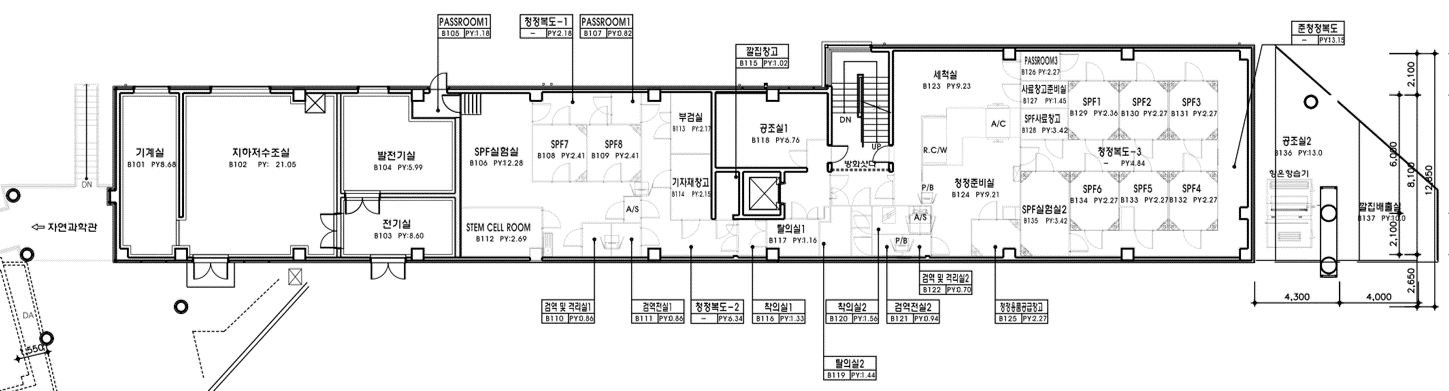 PASSROOM1
B105 PY:1.18
청정복도-1
- PY:2.18
PASSROOM1
B107 PY:0.82
깔집창고
B115 PY:1.02
준청정복도
- PY:13.15
기계실
B101 PY:8.68
지하저수조실
B102 PY: 21.05
발전기실
B104 PY:5.99
전기실
B103 PY:8.60
SPF실험실
B106 PY:12.28
SPF7
B108 PY:2.41
SPF8
B109 PY:2.41
부검실
B113 PY:2.17
기자재창고
B114 PY:2.15
STEM CELL ROOM
B112 PY:2.69
A/S
공조실1
B118 PY:6.76
탈의실1
B117 PY:1.16
DN
UP
방화샷다
세척실
B123 PY:9.23
R.C/W
A/C
청정준비실
B124 PY:9.21
P/B
A/S
P/B
PASSROOM3
B126 PY:2.27
사료창고준비실
B127 PY:1.45
SPF사료창고
B128 PY:3.42
SPF1
B129 PY:2.36
SPF2
B130 PY:2.27
SPF3
B131 PY:2.27
청정복도-3
- PY:4.84
SPF실험실2
B135 PY:3.42
SPF6
B134 PY:2.27
SPF5
B133 PY:2.27
SPF4
B132 PY:2.27
공조실2
B136 PY:13.0
항온항습기
깔집배출실
B137 PY:10.0
DN
자연과학관
DA
1,550
검역 및 격리실1
B110 PY:0.86
검역전실1
B111 PY:0.86
청정복도-2
- PY:6.34
착의실1
B116 PY:1.33
착의실2
B120 PY:1.56
검역전실2
B121 PY:0.94
검역 및 격리실2
B122 PY:0.70
청정용품공급창고
B125 PY:2.27
탈의실2
B119 PY:1.44
2,100
6,000
8,100
2,100
2,650
4,300
4,000